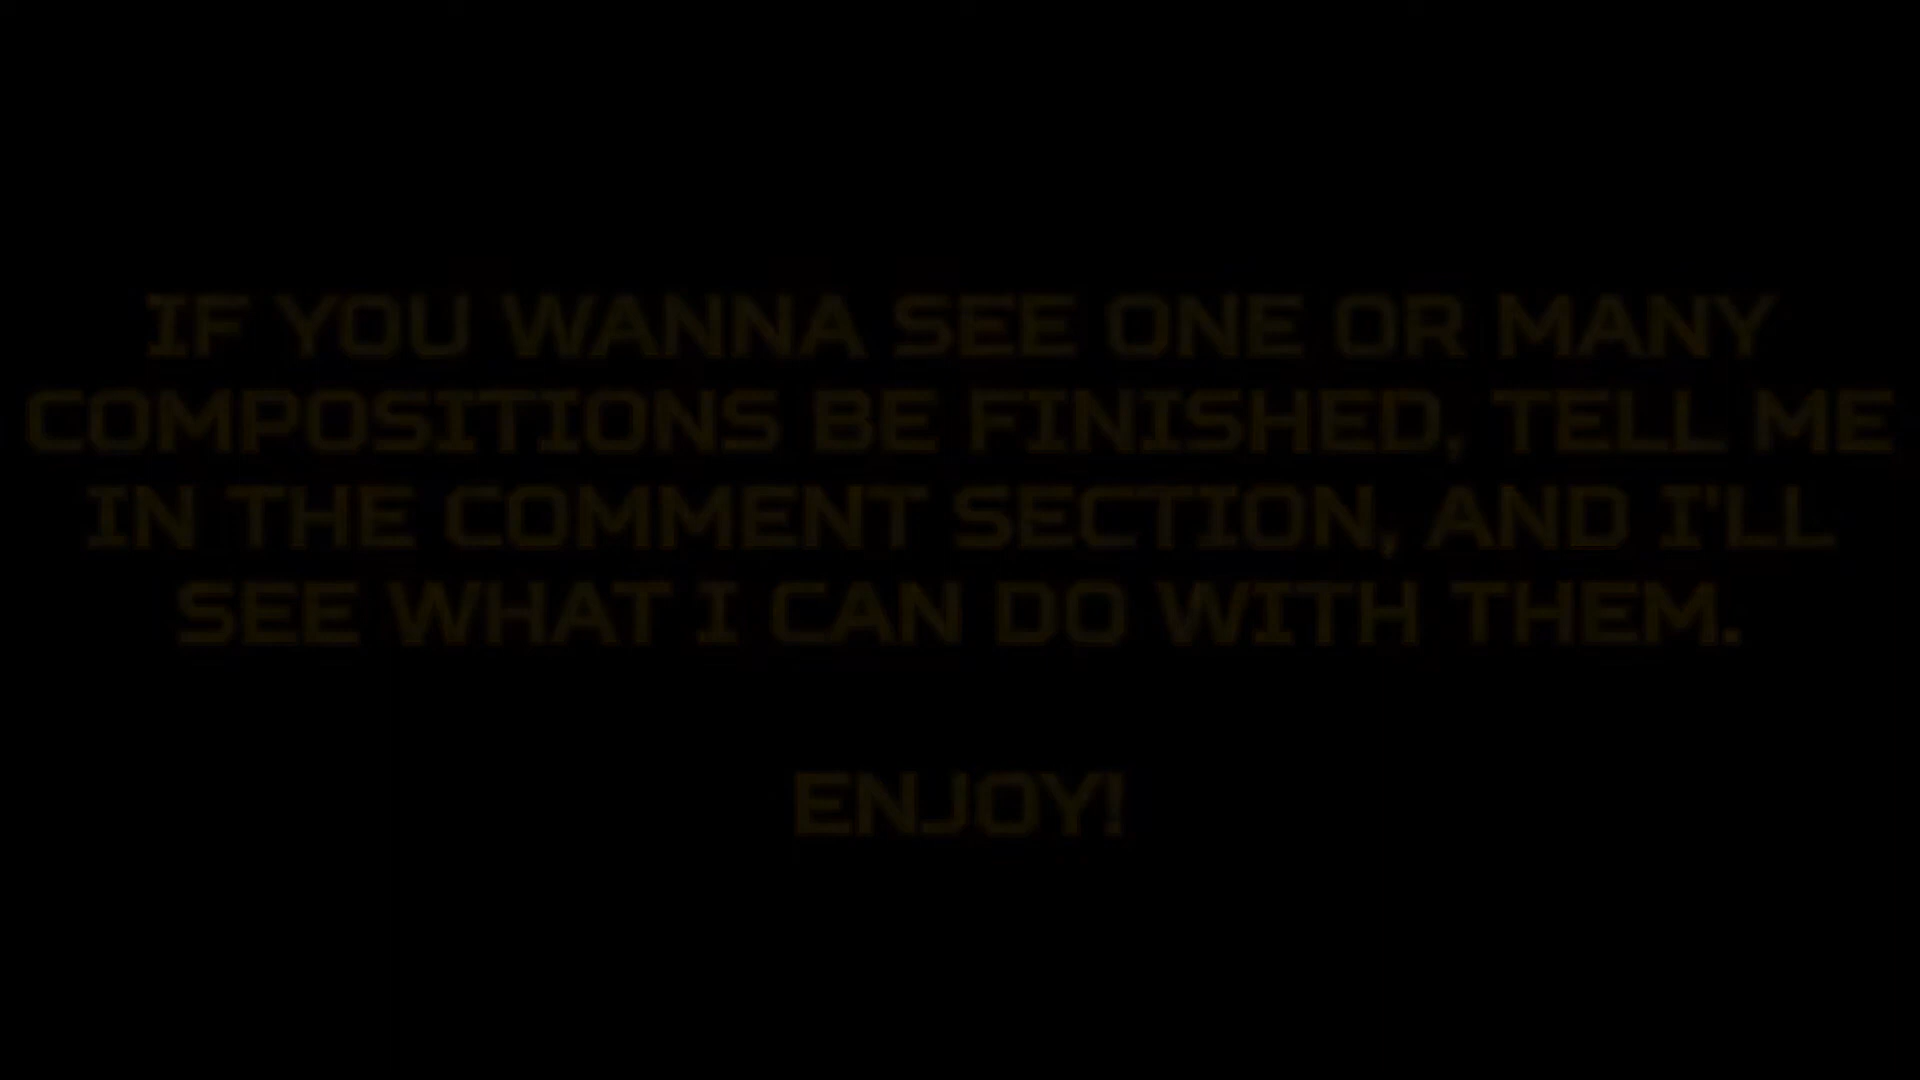 IF YOU WANNA SEE ONE OR MANY
COMPOSITIONS BE FINISHED, TELL ME
IN THE COMMENT SECTION, AND I'LL
SEE WHAT I CAN DO WITH THEM.
ENJOY!